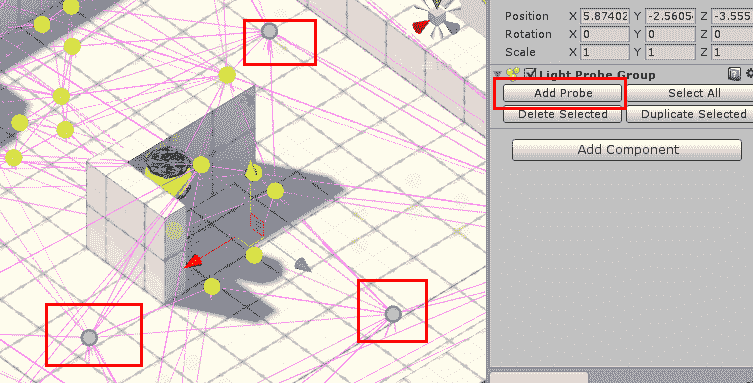 Position X 5.87402 Y -2.5605 Z -3.555
Rotation X 0 Y 0 Z 0
Scale X 1 Y 1 Z 1
Light Probe Group
Add Probe Select All
Delete Selected Duplicate Selected
Add Component